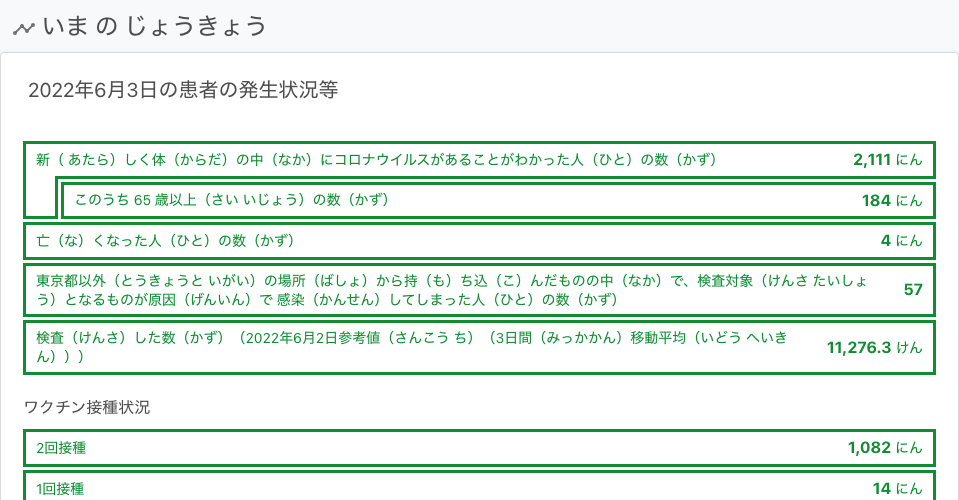 いま の じょうきょう
2022年6月3日の患者の発生状況等
新（ あたら）しく体（からだ）の中（なか）にコロナウイルスがあることがわかった人（ひと）の数（かず） 2,111 にん
このうち 65 歳以上（さい いじょう）の数（かず） 184 にん
亡（な）くなった人（ひと）の数（かず） 4 にん
東京都以外（とうきょうと いがい）の場所（ばしょ）から持（も）ち込（こ）んだものの中（なか）で、検査対象（けんさ たいしょ
う）となるものが原因（げんいん）で 感染（かんせん）してしまった人（ひと）の数（かず） 57
検査（けんさ）した数（かず）（2022年6月2日参考値（さんこう ち）（3日間（みっかかん）移動平均（いどう へいき
ん））） 11,276.3 けん
ワクチン接種状況
2回接種 1,082 にん
1回接種 14 にん